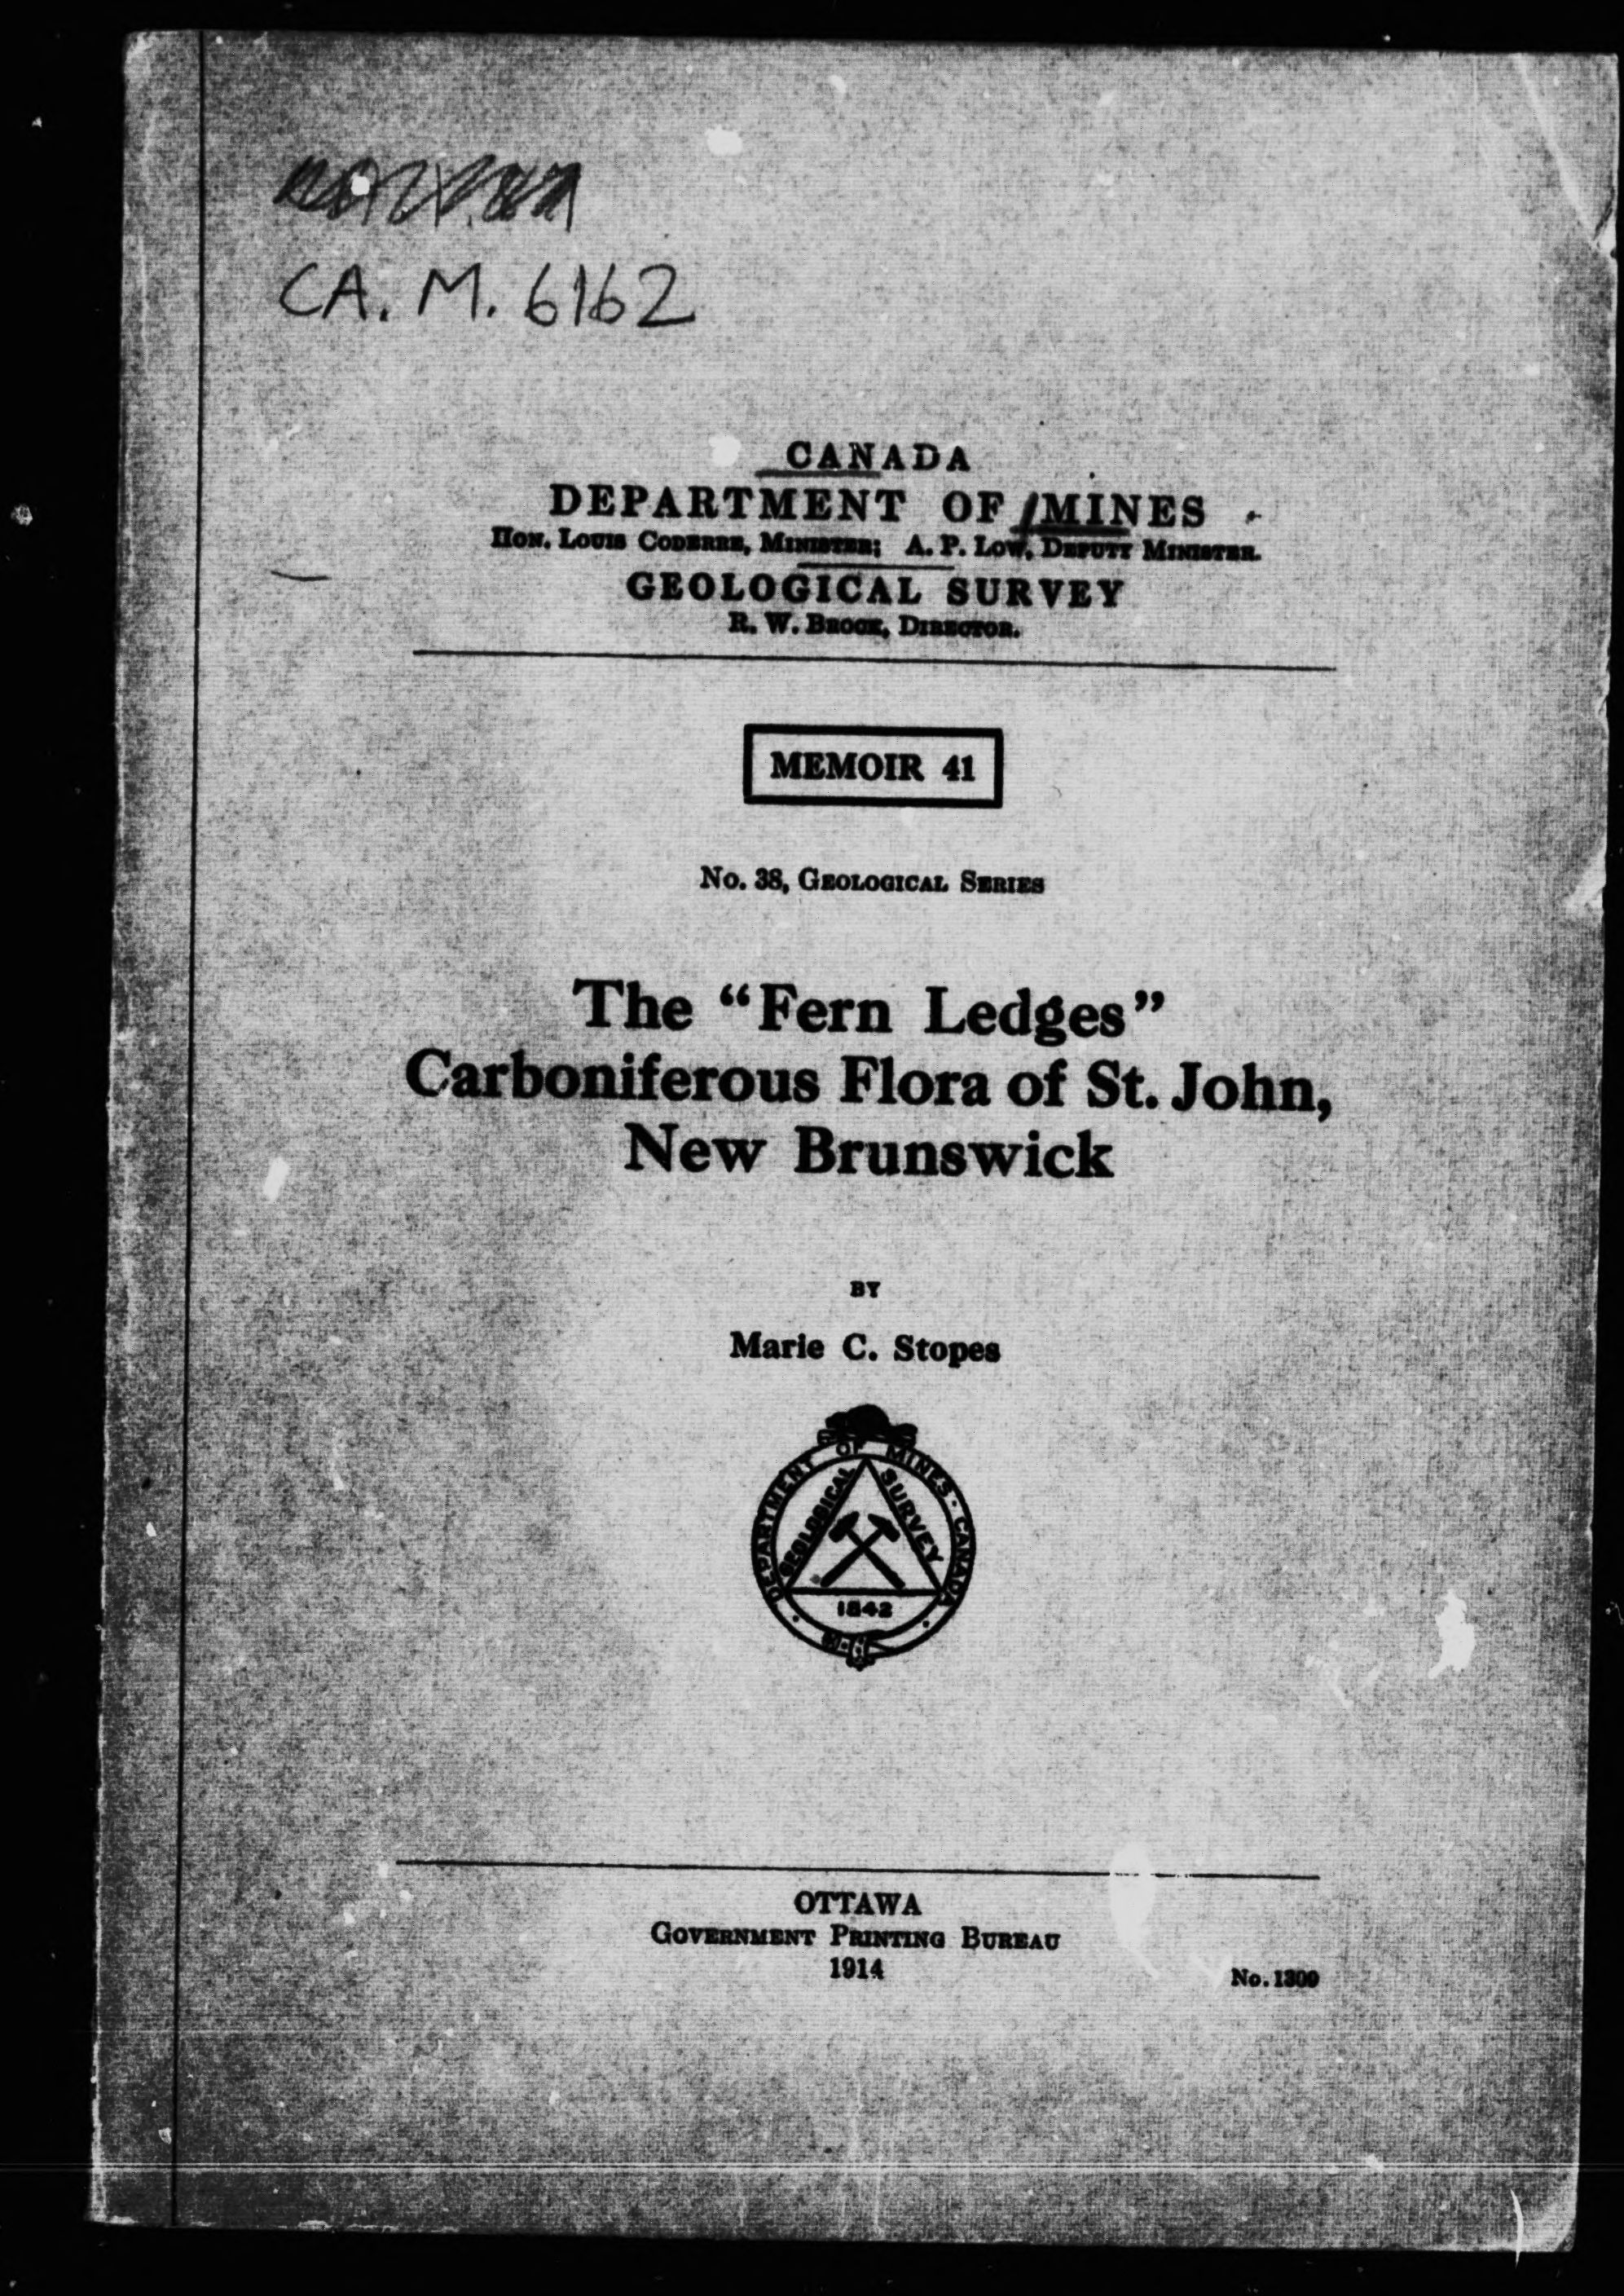 CA. M. 6162
CANADA
DEPARTMENT OF MINES
HON. LOUIS CODERRE, MINISTER; A. P. LOW, DEPUTY MINISTER.
GEOLOGICAL SURVEY
R. W. BROCK, DIRECTOR.
MEMOIR 41
No. 38, GEOLOGICAL SERIES
The “Fern Ledges”
Carboniferous Flora of St. John,
New Brunswick
BY
Marie C. Stopes
DEPARTMENT OF MINES · CANADA
GEOLOGICAL SURVEY
1842
OTTAWA
GOVERNMENT PRINTING BUREAU
1914
No. 1309